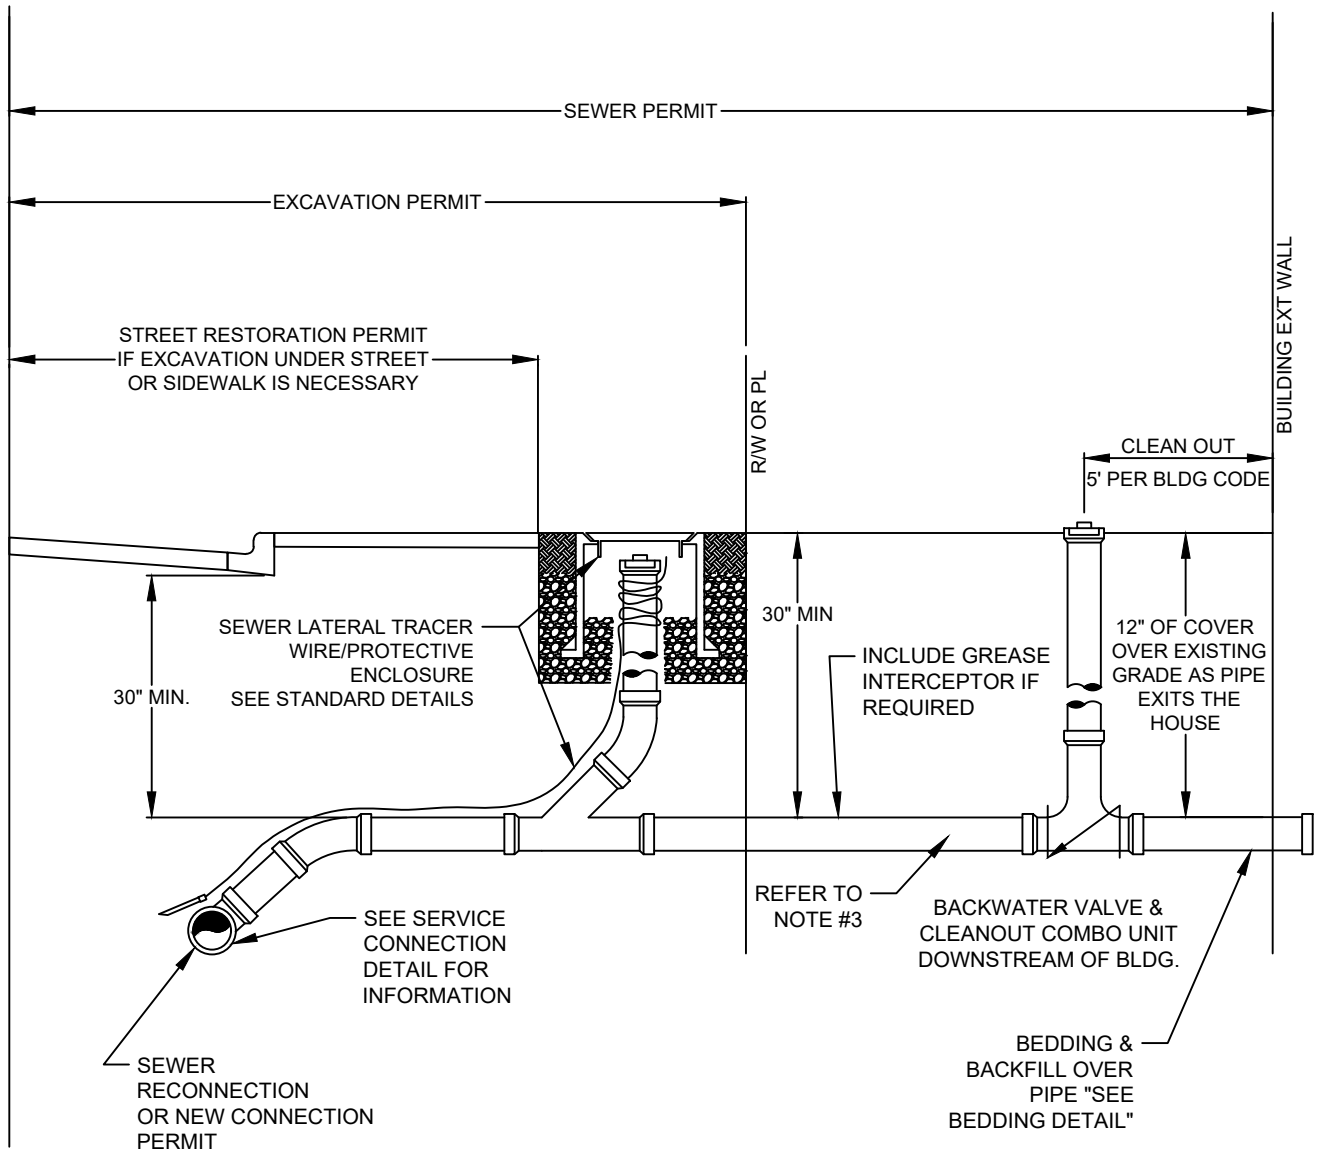 SEWER PERMIT
EXCAVATION PERMIT
BUILDING EXT WALL
STREET RESTORATION PERMIT
IF EXCAVATION UNDER STREET
OR SIDEWALK IS NECESSARY
R/W OR PL
CLEAN OUT
5' PER BLDG CODE
SEWER LATERAL TRACER
WIRE/PROTECTIVE
ENCLOSURE
SEE STANDARD DETAILS
30" MIN.
30" MIN
INCLUDE GREASE
INTERCEPTOR IF
REQUIRED
12" OF COVER
OVER EXISTING
GRADE AS PIPE
EXITS THE
HOUSE
REFER TO
NOTE #3
BACKWATER VALVE &
CLEANOUT COMBO UNIT
DOWNSTREAM OF BLDG.
SEE SERVICE
CONNECTION
DETAIL FOR
INFORMATION
SEWER
RECONNECTION
OR NEW CONNECTION
PERMIT
BEDDING &
BACKFILL OVER
PIPE "SEE
BEDDING DETAIL"